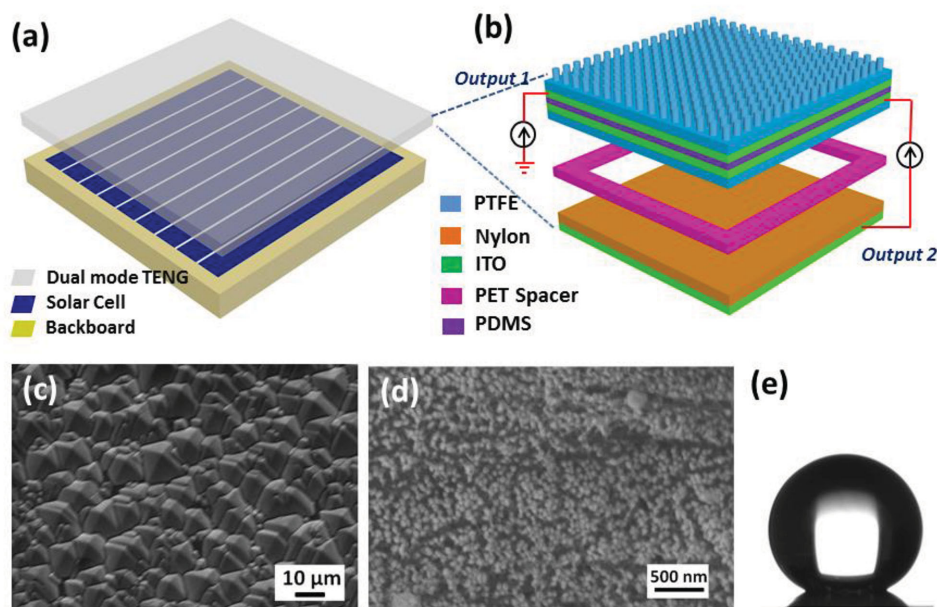 (a)
Dual mode TENG
Solar Cell
Backboard
(b)
Output 1
PTFE
Nylon
ITO
PET Spacer
PDMS
Output 2
(c)
10 μm
(d)
500 nm
(e)